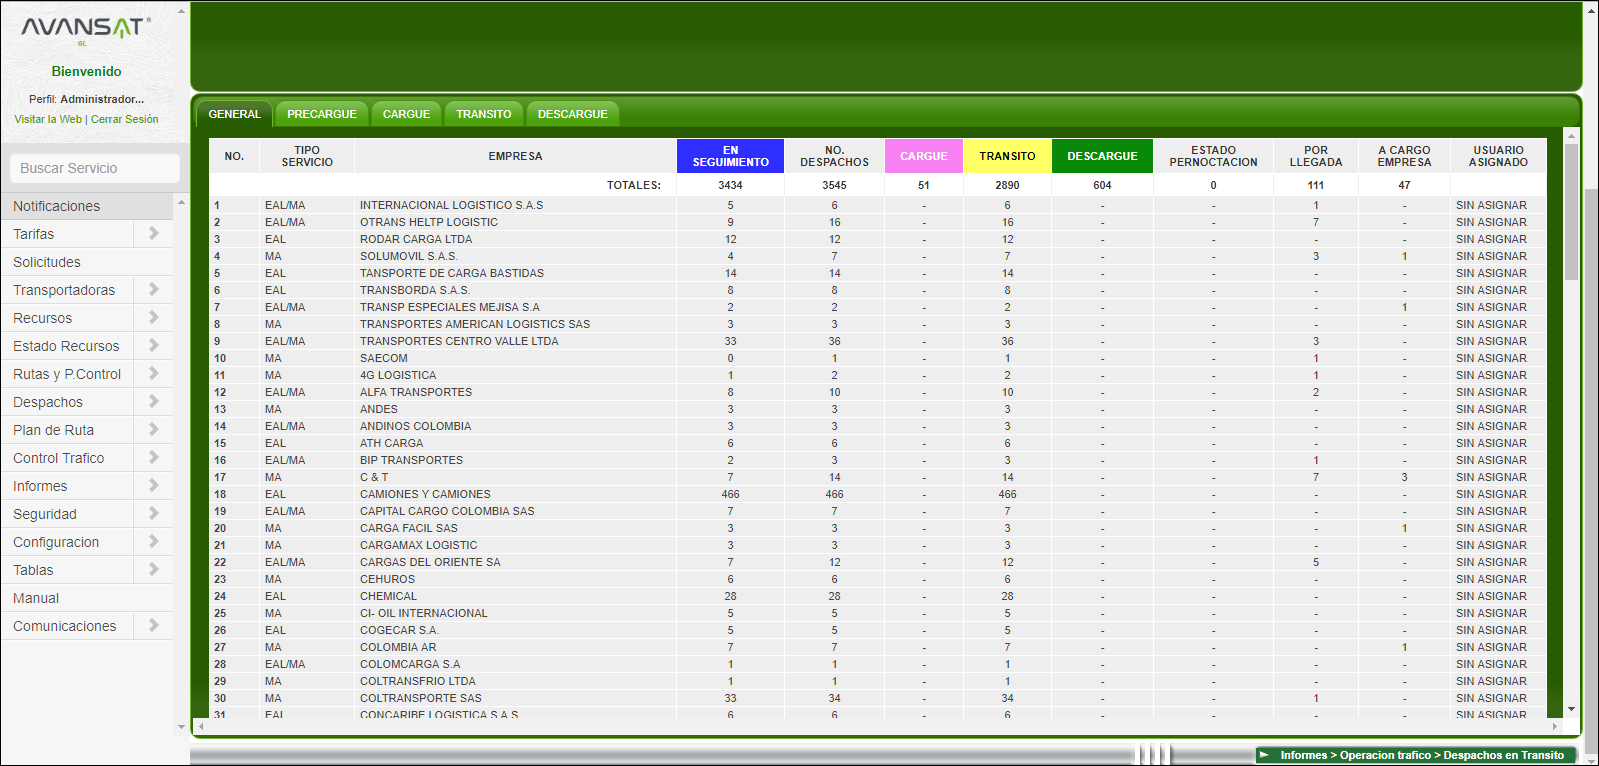 AVANSAT
GL
Bienvenido
Perfil: Administrador...
Visitar la Web | Cerrar Sesión
Buscar Servicio
Notificaciones
Tarifas
Solicitudes
Transportadoras
Recursos
Estado Recursos
Rutas y P.Control
Despachos
Plan de Ruta
Control Trafico
Informes
Seguridad
Configuracion
Tablas
Manual
Comunicaciones
GENERAL PRECARGUE CARGUE TRANSITO DESCARGUE
NO. TIPO SERVICIO EMPRESA EN SEGUIMIENTO NO. DESPACHOS CARGUE TRANSITO DESCARGUE ESTADO PERNOCTACION POR LLEGADA A CARGO EMPRESA USUARIO ASIGNADO
TOTALES: 3434 3545 51 2890 604 0 111 47
1 EAL/MA INTERNACIONAL LOGISTICO S.A.S 5 6 - 6 - - 1 - SIN ASIGNAR
2 EAL/MA OTRANS HELTP LOGISTIC 9 16 - 16 - - 7 - SIN ASIGNAR
3 EAL RODAR CARGA LTDA 12 12 - 12 - - - - SIN ASIGNAR
4 MA SOLUMOVIL S.A.S. 4 7 - 7 - - 3 1 SIN ASIGNAR
5 EAL TANSPORTE DE CARGA BASTIDAS 14 14 - 14 - - - - SIN ASIGNAR
6 EAL TRANSBORDA S.A.S. 8 8 - 8 - - - - SIN ASIGNAR
7 EAL/MA TRANSP ESPECIALES MEJISA S.A 2 2 - 2 - - - 1 SIN ASIGNAR
8 MA TRANSPORTES AMERICAN LOGISTICS SAS 3 3 - 3 - - - - SIN ASIGNAR
9 EAL/MA TRANSPORTES CENTRO VALLE LTDA 33 36 - 36 - - 3 - SIN ASIGNAR
10 MA SAECOM 0 1 - 1 - - 1 - SIN ASIGNAR
11 MA 4G LOGISTICA 1 2 - 2 - - 1 - SIN ASIGNAR
12 EAL/MA ALFA TRANSPORTES 8 10 - 10 - - 2 - SIN ASIGNAR
13 MA ANDES 3 3 - 3 - - - - SIN ASIGNAR
14 EAL/MA ANDINOS COLOMBIA 3 3 - 3 - - - - SIN ASIGNAR
15 EAL ATH CARGA 6 6 - 6 - - - - SIN ASIGNAR
16 EAL/MA BIP TRANSPORTES 2 3 - 3 - - 1 - SIN ASIGNAR
17 MA C & T 7 14 - 14 - - 7 3 SIN ASIGNAR
18 EAL CAMIONES Y CAMIONES 466 466 - 466 - - - - SIN ASIGNAR
19 EAL/MA CAPITAL CARGO COLOMBIA SAS 7 7 - 7 - - - - SIN ASIGNAR
20 MA CARGA FACIL SAS 3 3 - 3 - - - 1 SIN ASIGNAR
21 MA CARGAMAX LOGISTIC 3 3 - 3 - - - - SIN ASIGNAR
22 EAL/MA CARGAS DEL ORIENTE SA 7 12 - 12 - - 5 - SIN ASIGNAR
23 MA CEHUROS 6 6 - 6 - - - - SIN ASIGNAR
24 EAL CHEMICAL 28 28 - 28 - - - - SIN ASIGNAR
25 MA CI- OIL INTERNACIONAL 5 5 - 5 - - - - SIN ASIGNAR
26 EAL COGECAR S.A. 5 5 - 5 - - - - SIN ASIGNAR
27 MA COLOMBIA AR 7 7 - 7 - - - 1 SIN ASIGNAR
28 EAL/MA COLOMCARGA S.A 1 1 - 1 - - - - SIN ASIGNAR
29 MA COLTRANSFRIO LTDA 1 1 - 1 - - - - SIN ASIGNAR
30 MA COLTRANSPORTE SAS 33 34 - 34 - - 1 - SIN ASIGNAR
31 EAL CONCARIBE LOGISTICA S.A.S 6 6 - 6 - - - - SIN ASIGNAR
Informes > Operacion trafico > Despachos en Transito